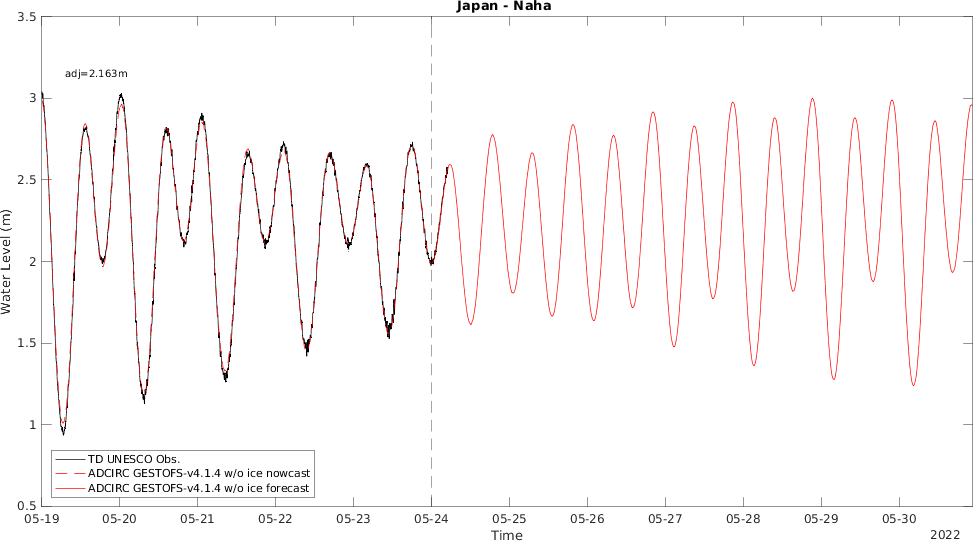 Japan - Naha
3.5
adj=2.163m
3
2.5
2
1.5
1
0.5
Water Level (m)
TD UNESCO Obs.
ADCIRC GESTOFS-v4.1.4 w/o ice nowcast
ADCIRC GESTOFS-v4.1.4 w/o ice forecast
05-19 05-20 05-21 05-22 05-23 05-24 05-25 05-26 05-27 05-28 05-29 05-30
Time
2022